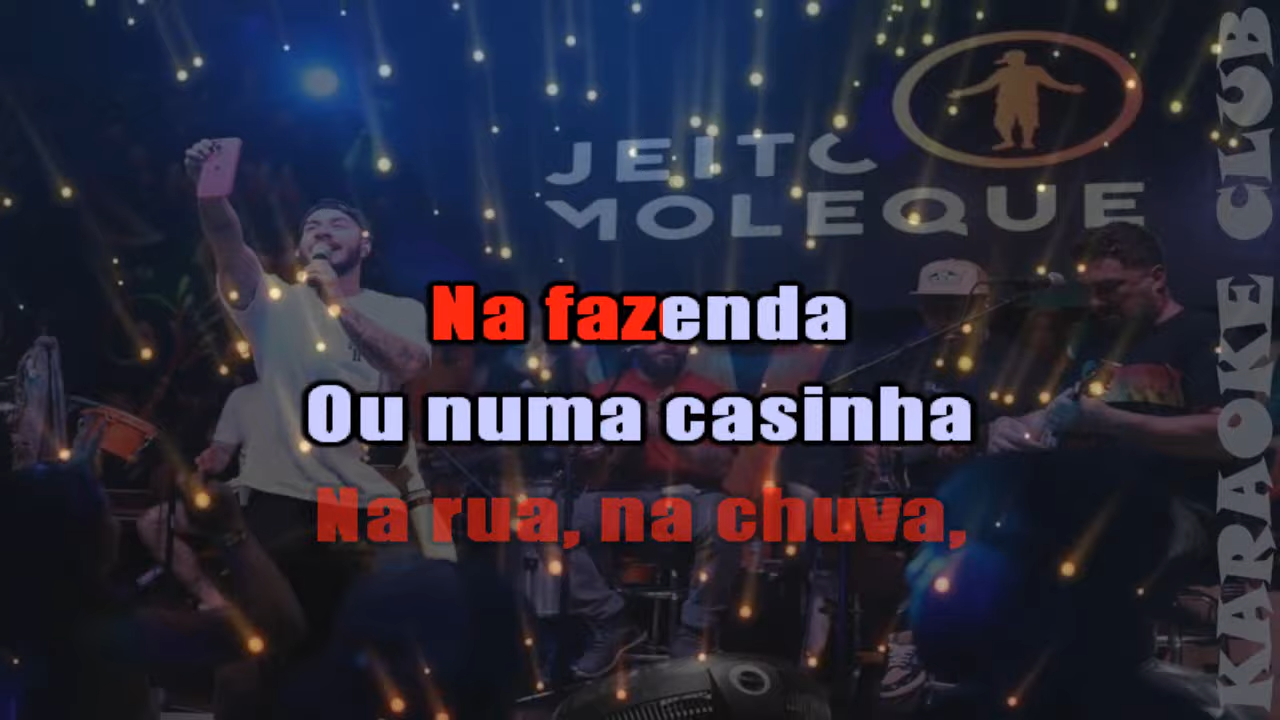 JEITO
MOLEQUE
Na fazenda
Ou numa casinha
Na rua, na chuva,
KARAOKE CLUB